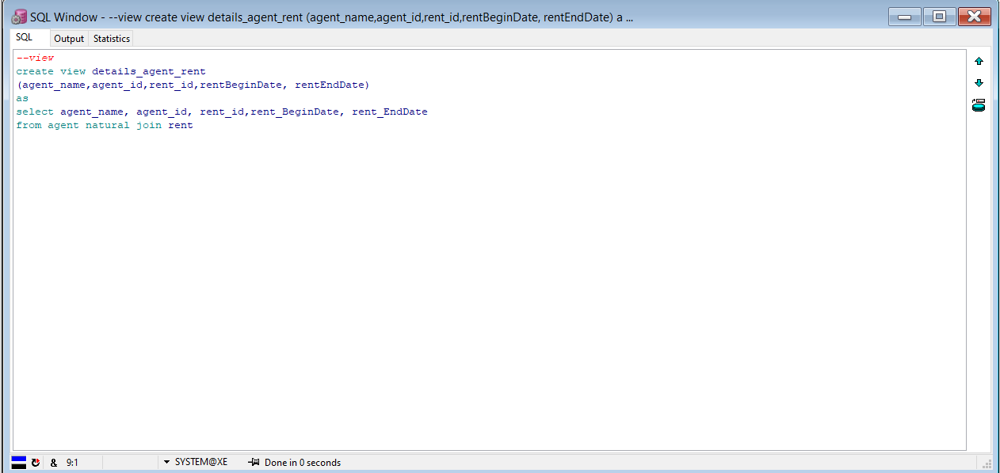 SQL Window - --view create view details_agent_rent (agent_name,agent_id,rent_id,rentBeginDate, rentEndDate) a ...
SQL Output Statistics
--view
create view details_agent_rent
(agent_name,agent_id,rent_id,rentBeginDate, rentEndDate)
as
select agent_name, agent_id, rent_id,rent_BeginDate, rent_EndDate
from agent natural join rent
& 9:1 SYSTEM@XE Done in 0 seconds